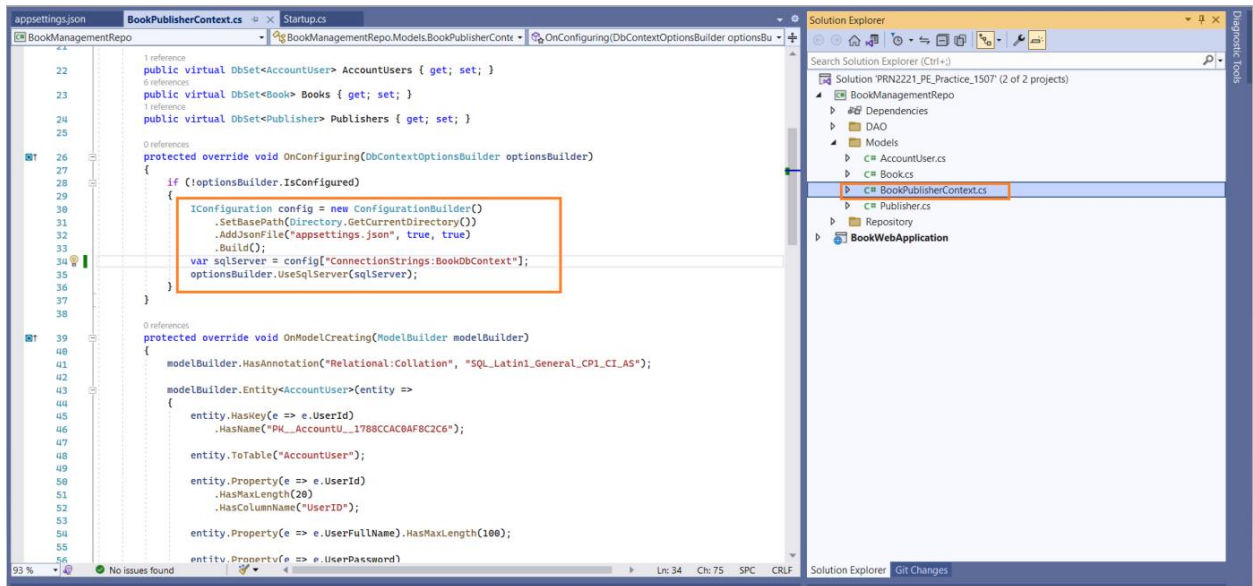 appsettings.json BookPublisherContext.cs Startup.cs
BookManagementRepo BookManagementRepo.Models.BookPublisherConte OnConfiguring(DbContextOptionsBuilder optionsBu
21
1 reference
22 public virtual DbSet<AccountUser> AccountUsers { get; set; }
6 references
23 public virtual DbSet<Book> Books { get; set; }
1 reference
24 public virtual DbSet<Publisher> Publishers { get; set; }
25
0 references
26 protected override void OnConfiguring(DbContextOptionsBuilder optionsBuilder)
27 {
28 if (!optionsBuilder.IsConfigured)
29 {
30 IConfiguration config = new ConfigurationBuilder()
31 .SetBasePath(Directory.GetCurrentDirectory())
32 .AddJsonFile("appsettings.json", true, true)
33 .Build();
34 var sqlServer = config["ConnectionStrings:BookDbContext"];
35 optionsBuilder.UseSqlServer(sqlServer);
36 }
37 }
38
0 references
39 protected override void OnModelCreating(ModelBuilder modelBuilder)
40 {
41 modelBuilder.HasAnnotation("Relational:Collation", "SQL_Latin1_General_CP1_CI_AS");
42
43 modelBuilder.Entity<AccountUser>(entity =>
44 {
45 entity.HasKey(e => e.UserId)
46 .HasName("PK__AccountU__1788CCAC0AF8C2C6");
47
48 entity.ToTable("AccountUser");
49
50 entity.Property(e => e.UserId)
51 .HasMaxLength(20)
52 .HasColumnName("UserID");
53
54 entity.Property(e => e.UserFullName).HasMaxLength(100);
55
56 entity.Property(e => e.UserPassword)
93 % No issues found Ln: 34 Ch: 75 SPC CRLF
Solution Explorer
Search Solution Explorer (Ctrl+;)
Solution 'PRN2221_PE_Practice_1507' (2 of 2 projects)
BookManagementRepo
Dependencies
DAO
Models
C# AccountUser.cs
C# Book.cs
C# BookPublisherContext.cs
C# Publisher.cs
Repository
BookWebApplication
Solution Explorer Git Changes
Diagnostic Tools